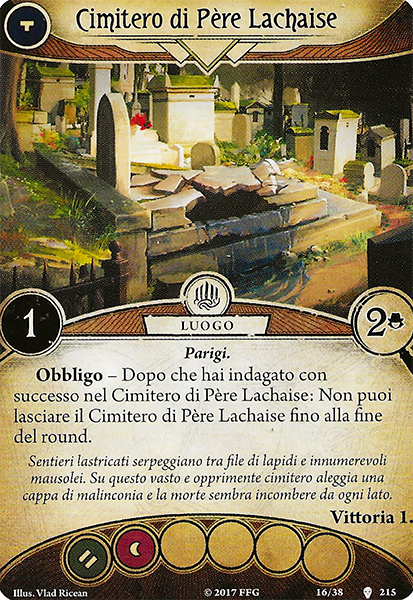 Cimitero di Père Lachaise
1
LUOGO
2
Parigi.
Obbligo – Dopo che hai indagato con
successo nel Cimitero di Père Lachaise: Non puoi
lasciare il Cimitero di Père Lachaise fino alla fine
del round.
Sentieri lastricati serpeggiano tra file di lapidi e innumerevoli
mausolei. Su questo vasto e opprimente cimitero aleggia una
cappa di malinconia e la morte sembra incombere da ogni lato.
Vittoria 1.
Illus. Vlad Ricean © 2017 FFG 16/38 215